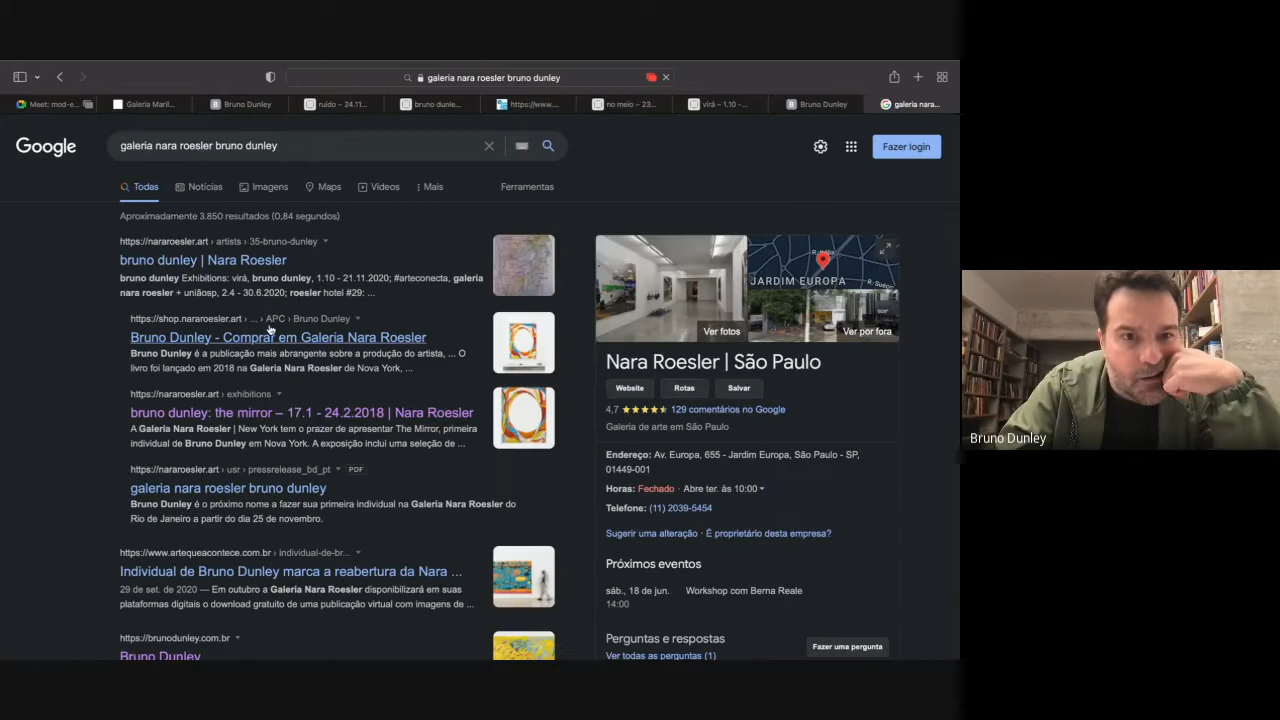 galeria nara roesler bruno dunley
Meet: mod-e...
Galeria Maril...
Bruno Dunley
ruído – 24.11...
bruno dunle...
https://www....
no meio – 23...
virá – 1.10 -...
Bruno Dunley
galeria nara...
Google
galeria nara roesler bruno dunley
Fazer login
Todas
Notícias
Imagens
Maps
Vídeos
Mais
Ferramentas
Aproximadamente 3.850 resultados (0,84 segundos)
https://nararoesler.art › artists › 35-bruno-dunley
bruno dunley | Nara Roesler
bruno dunley Exhibitions: virá, bruno dunley, 1.10 - 21.11.2020; #arteconecta, galeria
nara roesler + uniãosp, 2.4 - 30.6.2020; roesler hotel #29: ...
https://shop.nararoesler.art › ... › APC › Bruno Dunley
Bruno Dunley - Comprar em Galeria Nara Roesler
Bruno Dunley é a publicação mais abrangente sobre a produção do artista, ... O
livro foi lançado em 2018 na Galeria Nara Roesler de Nova York, ...
https://nararoesler.art › exhibitions
bruno dunley: the mirror – 17.1 - 24.2.2018 | Nara Roesler
A Galeria Nara Roesler | New York tem o prazer de apresentar The Mirror, primeira
individual de Bruno Dunley em Nova York. A exposição inclui uma seleção de ...
https://nararoesler.art › usr › pressrelease_bd_pt
PDF
galeria nara roesler bruno dunley
Bruno Dunley é o próximo nome a fazer sua primeira individual na Galeria Nara Roesler do
Rio de Janeiro a partir do dia 25 de novembro.
https://www.artequeacontece.com.br › individual-de-br...
Individual de Bruno Dunley marca a reabertura da Nara ...
29 de set. de 2020 — Em outubro a Galeria Nara Roesler disponibilizará em suas
plataformas digitais o download gratuito de uma publicação virtual com imagens de ...
https://brunodunley.com.br
Bruno Dunley
JARDIM EUROPA
Ver fotos
Ver por fora
Nara Roesler | São Paulo
Website
Rotas
Salvar
4,7 129 comentários no Google
Galeria de arte em São Paulo
Endereço: Av. Europa, 655 - Jardim Europa, São Paulo - SP,
01449-001
Horas: Fechado · Abre ter. às 10:00
Telefone: (11) 2039-5454
Sugerir uma alteração · É proprietário desta empresa?
Próximos eventos
sáb., 18 de jun. Workshop com Berna Reale
14:00
Perguntas e respostas
Ver todas as perguntas (1)
Fazer uma pergunta
Bruno Dunley